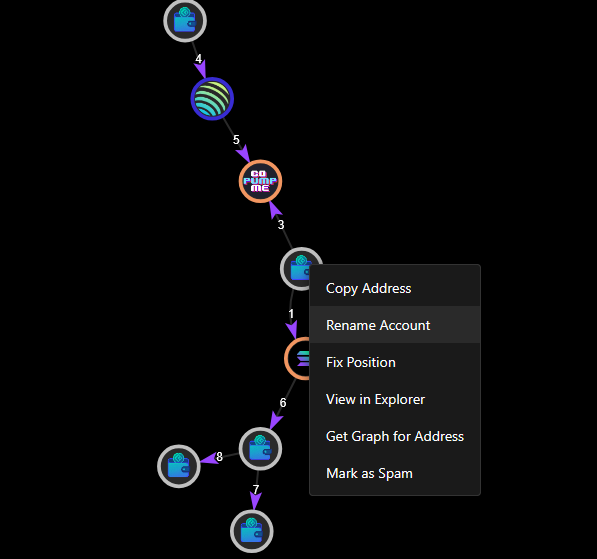 4
5
GO
PUMP
ME
3
Copy Address
1
Rename Account
Fix Position
View in Explorer
6
Get Graph for Address
8
Mark as Spam
7